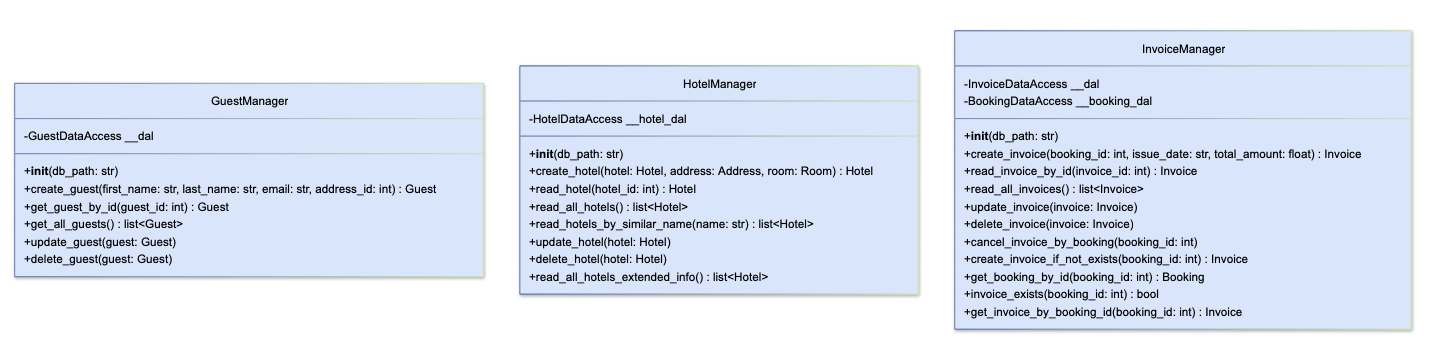 GuestManager
-GuestDataAccess __dal
+init(db_path: str)
+create_guest(first_name: str, last_name: str, email: str, address_id: int) : Guest
+get_guest_by_id(guest_id: int) : Guest
+get_all_guests() : list<Guest>
+update_guest(guest: Guest)
+delete_guest(guest: Guest)
HotelManager
-HotelDataAccess __hotel_dal
+init(db_path: str)
+create_hotel(hotel: Hotel, address: Address, room: Room) : Hotel
+read_hotel(hotel_id: int) : Hotel
+read_all_hotels() : list<Hotel>
+read_hotels_by_similar_name(name: str) : list<Hotel>
+update_hotel(hotel: Hotel)
+delete_hotel(hotel: Hotel)
+read_all_hotels_extended_info() : list<Hotel>
InvoiceManager
-InvoiceDataAccess __dal
-BookingDataAccess __booking_dal
+init(db_path: str)
+create_invoice(booking_id: int, issue_date: str, total_amount: float) : Invoice
+read_invoice_by_id(invoice_id: int) : Invoice
+read_all_invoices() : list<Invoice>
+update_invoice(invoice: Invoice)
+delete_invoice(invoice: Invoice)
+cancel_invoice_by_booking(booking_id: int)
+create_invoice_if_not_exists(booking_id: int) : Invoice
+get_booking_by_id(booking_id: int) : Booking
+invoice_exists(booking_id: int) : bool
+get_invoice_by_booking_id(booking_id: int) : Invoice